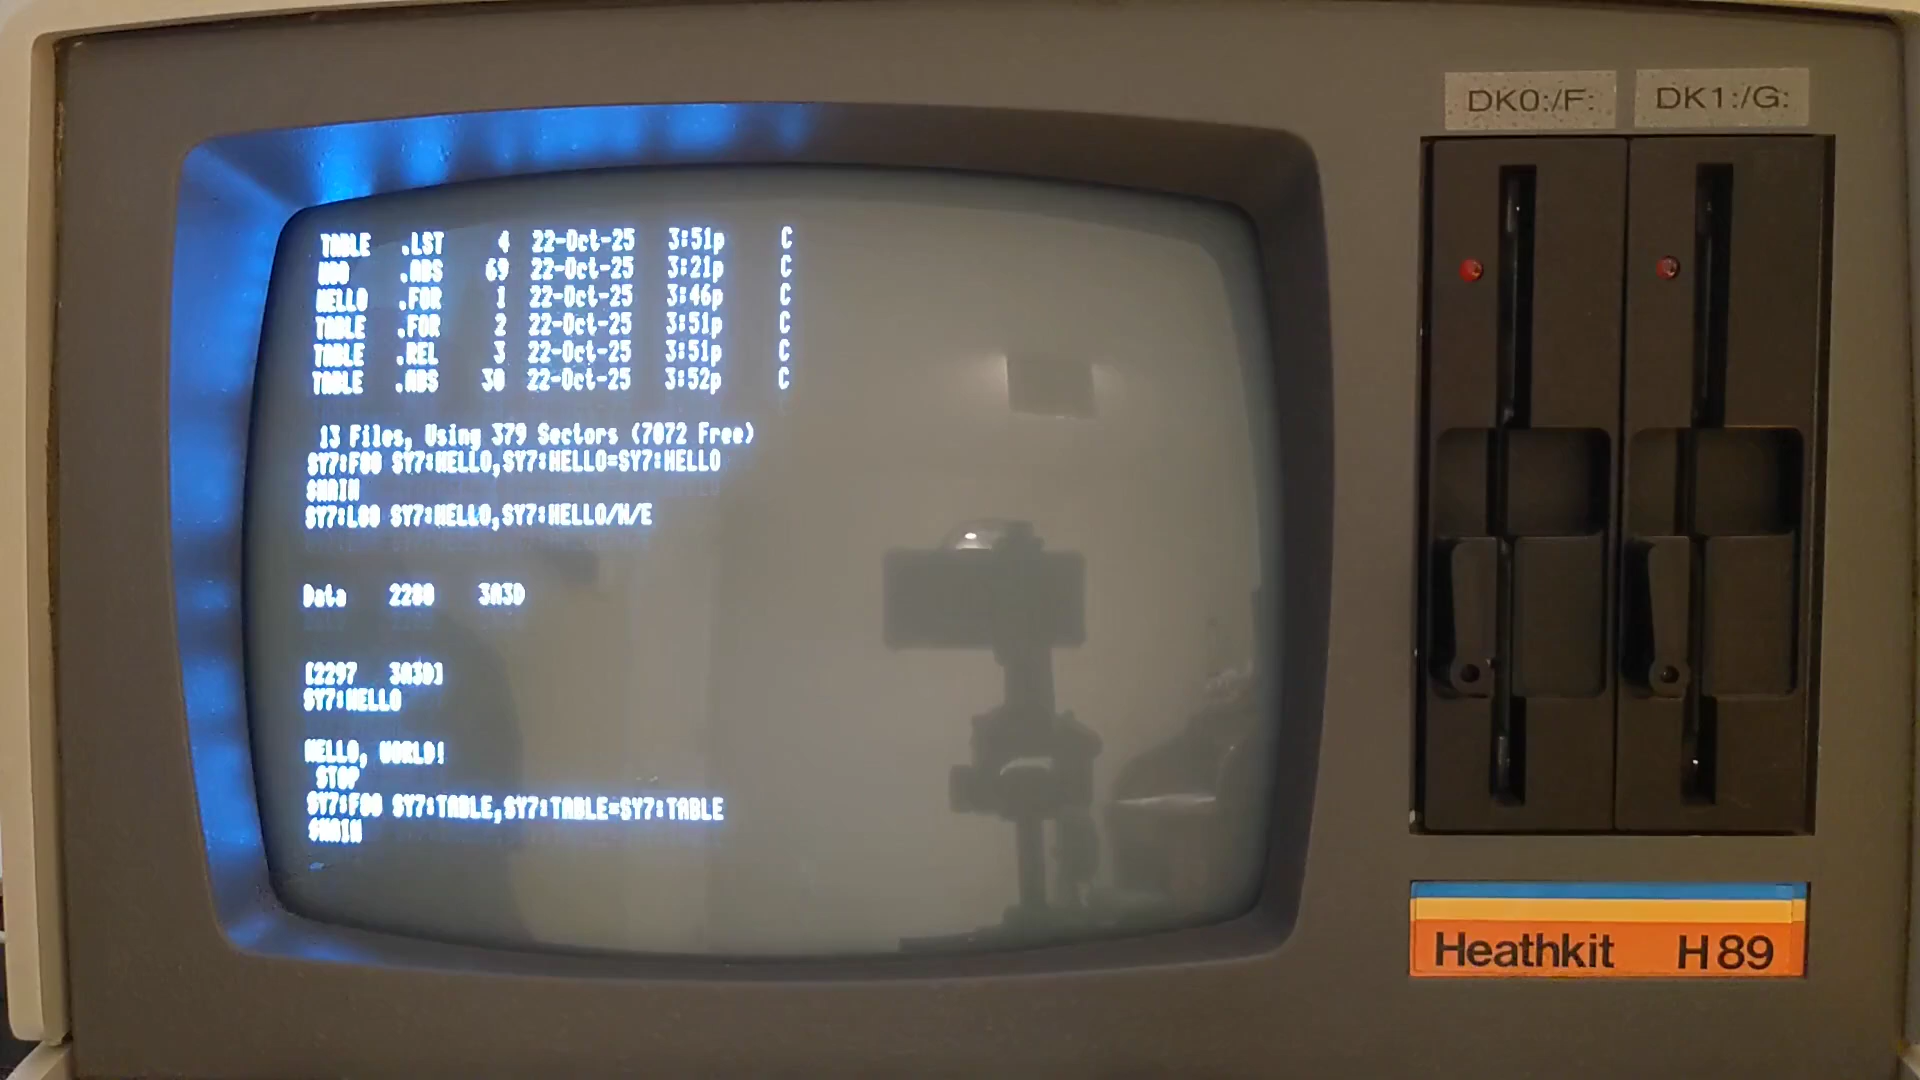 TABLE .LST 4 22-Oct-25 3:51p C
.ABS 69 22-Oct-25 3:21p C
HELLO .FOR 1 22-Oct-25 3:46p C
TABLE .FOR 2 22-Oct-25 3:51p C
TABLE .REL 3 22-Oct-25 3:51p C
TABLE .ABS 30 22-Oct-25 3:52p C
13 Files, Using 379 Sectors (7072 Free)
SY7:F80 SY7:HELLO,SY7:HELLO=SY7:HELLO
$MAIN
SY7:L80 SY7:HELLO,SY7:HELLO/N/E
Data 2280 3A3D
[2297 3A3D]
SY7:HELLO
HELLO, WORLD!
STOP
SY7:F80 SY7:TABLE,SY7:TABLE=SY7:TABLE
$MAIN
DK0:/F: DK1:/G:
Heathkit H89